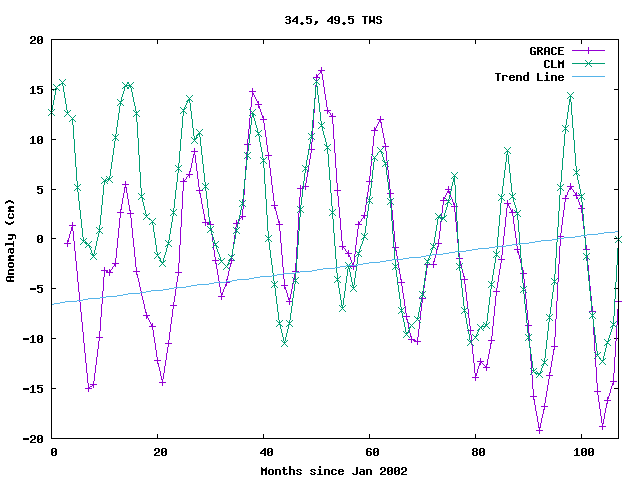 34.5, 49.5 TWS
GRACE
CLM
Trend Line
20
15
10
5
0
-5
-10
-15
-20
Anomaly (cm)
0 20 40 60 80 100
Months since Jan 2002